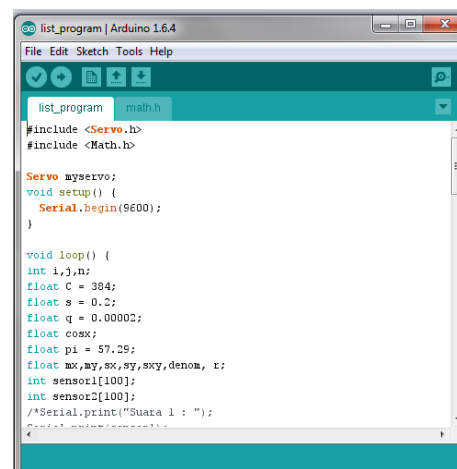 list_program | Arduino 1.6.4
File Edit Sketch Tools Help
list_program math.h
#include <Servo.h>
#include <Math.h>
Servo myservo;
void setup() {
Serial.begin(9600);
}
void loop() {
int i,j,n;
float C = 384;
float s = 0.2;
float q = 0.00002;
float cosx;
float pi = 57.29;
float mx,my,sx,sy,sxy,denom, r;
int sensor1[100];
int sensor2[100];
/*Serial.print("Suara 1 : ");